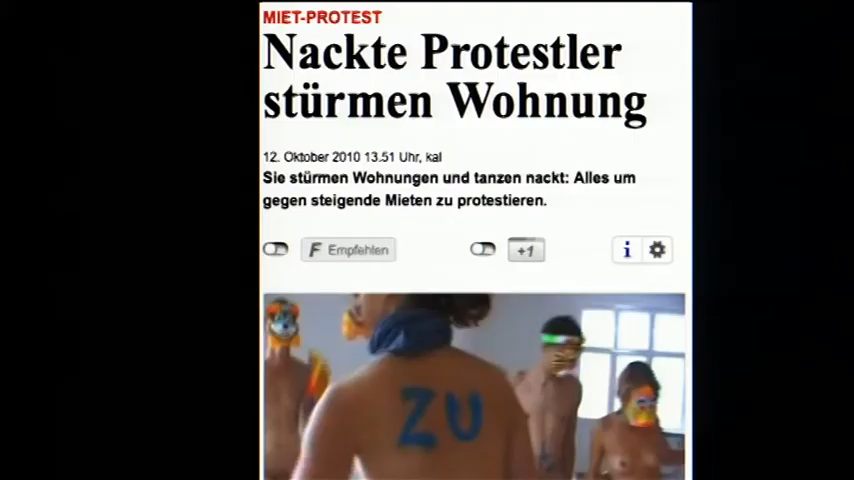 MIET-PROTEST
Nackte Protestler
stürmen Wohnung
12. Oktober 2010 13.51 Uhr, kal
Sie stürmen Wohnungen und tanzen nackt: Alles um
gegen steigende Mieten zu protestieren.
F Empfehlen
+1
i
ZU